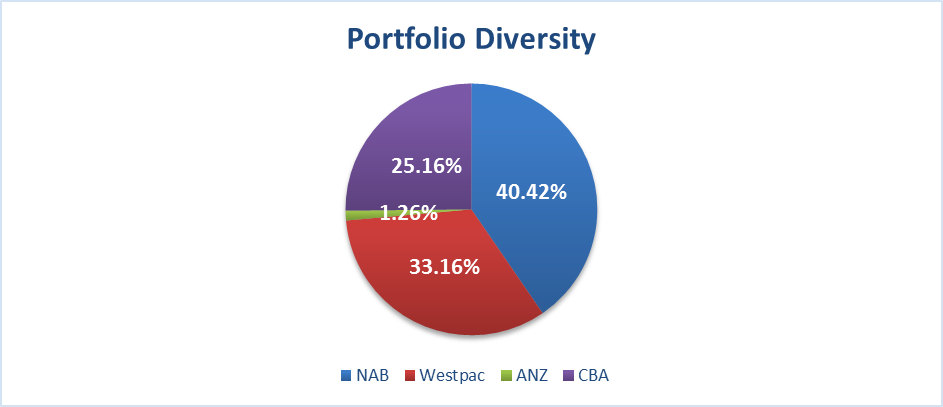 Portfolio Diversity
25.16%
40.42%
1.26%
33.16%
NAB Westpac ANZ CBA